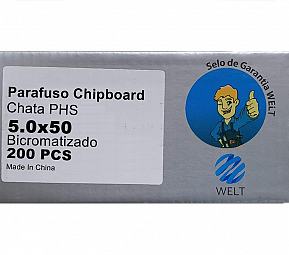 Parafuso Chipboard
Chata PHS
5.0x50
Bicromatizado
200 PCS
Made In China
Selo de Garantia WELT
WELT